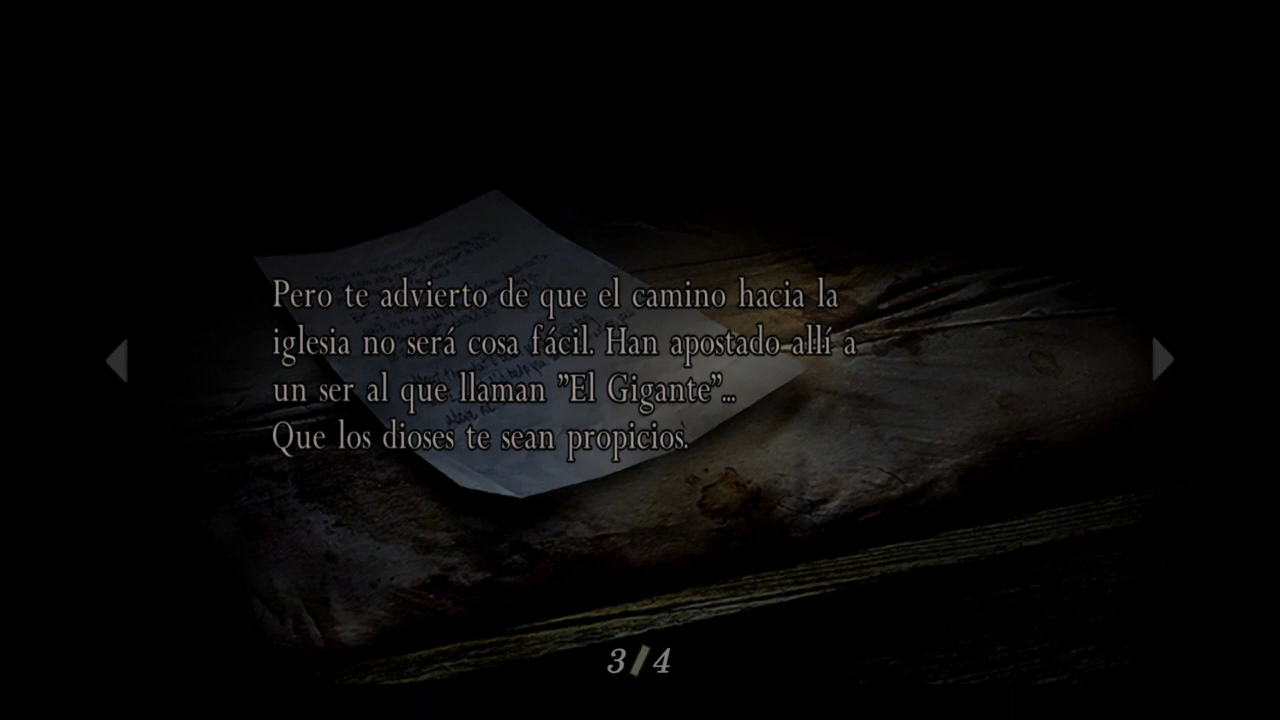 Pero te advierto de que el camino hacia la
iglesia no será cosa fácil. Han apostado allí a
un ser al que llaman ”El Gigante”...
Que los dioses te sean propicios.
3/4